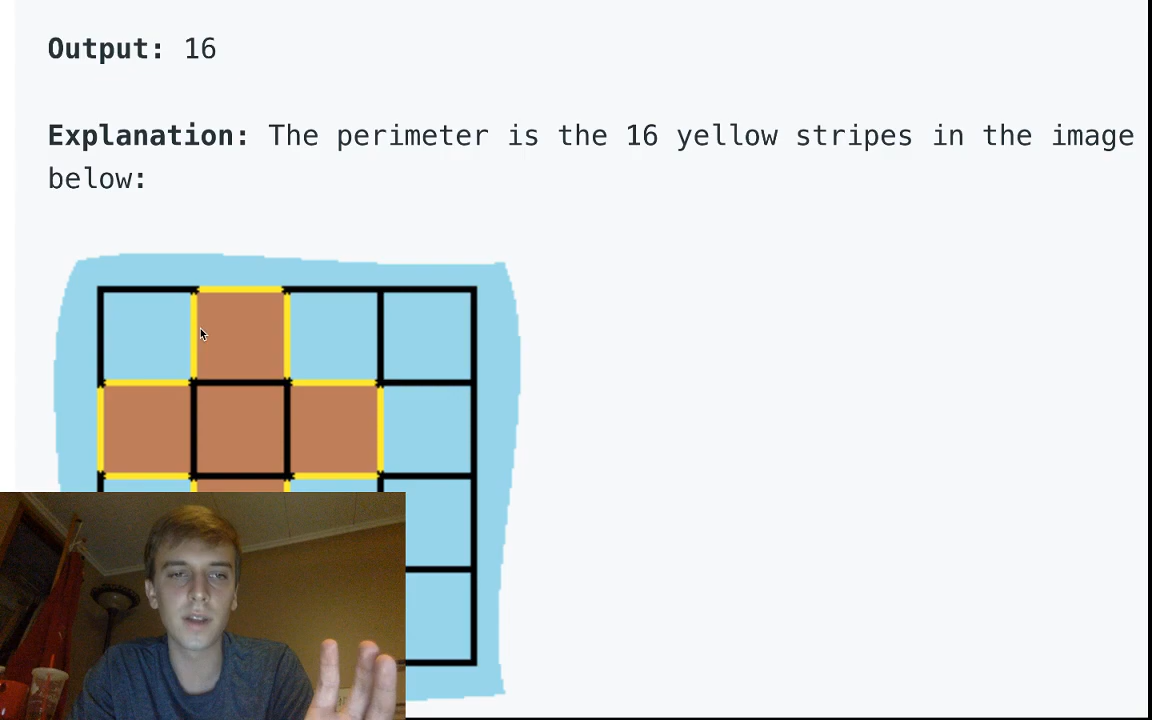 Output: 16
Explanation: The perimeter is the 16 yellow stripes in the image
below: